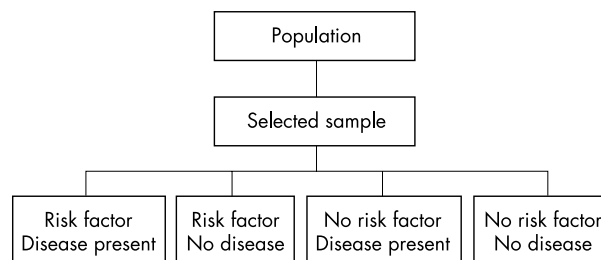 Population
Selected sample
Risk factor
Disease present
Risk factor
No disease
No risk factor
Disease present
No risk factor
No disease